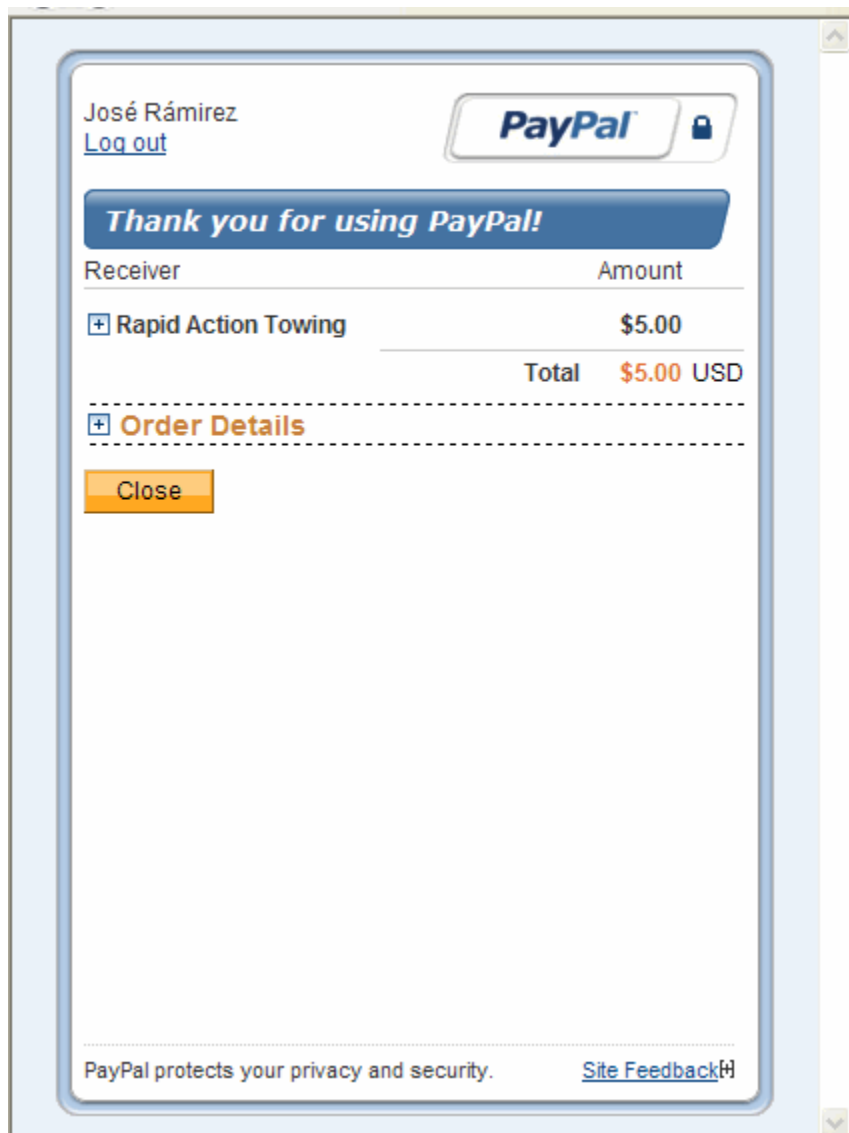 José Rámirez
Log out
PayPal
Thank you for using PayPal!
Receiver Amount
Rapid Action Towing $5.00
Total $5.00 USD
Order Details
Close
PayPal protects your privacy and security. Site Feedback[+]